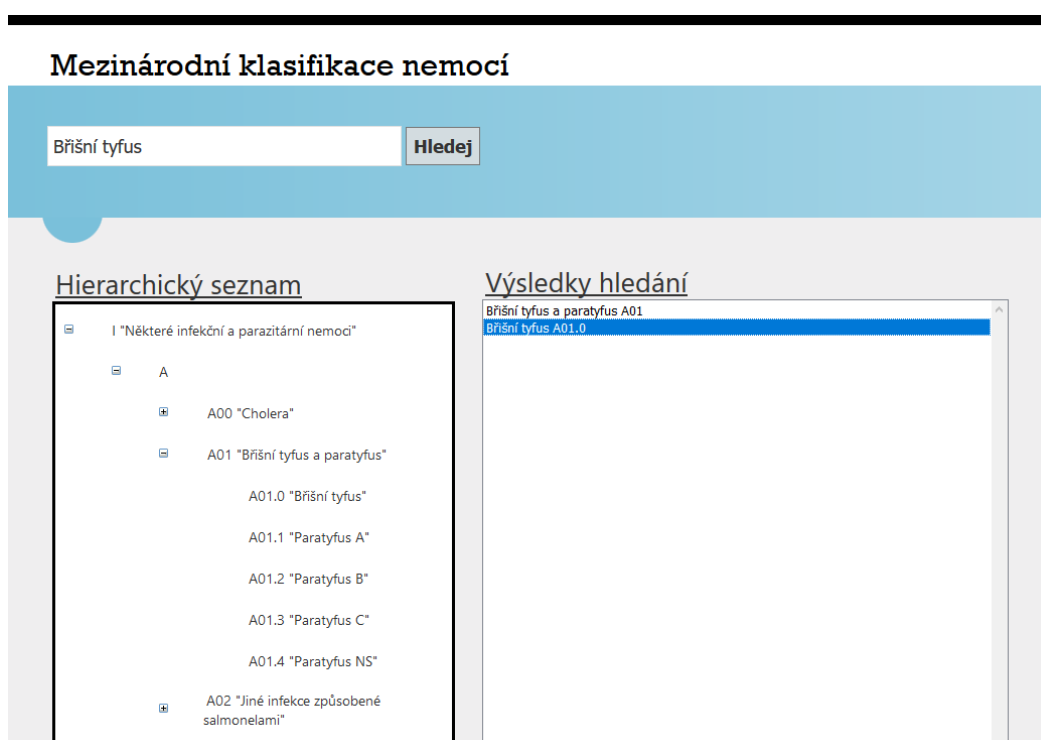 Mezinárodní klasifikace nemocí
Břišní tyfus
Hledej
Hierarchický seznam
I "Některé infekční a parazitární nemoci"
A
A00 "Cholera"
A01 "Břišní tyfus a paratyfus"
A01.0 "Břišní tyfus"
A01.1 "Paratyfus A"
A01.2 "Paratyfus B"
A01.3 "Paratyfus C"
A01.4 "Paratyfus NS"
A02 "Jiné infekce způsobené
salmonelami"
Výsledky hledání
Břišní tyfus a paratyfus A01
Břišní tyfus A01.0